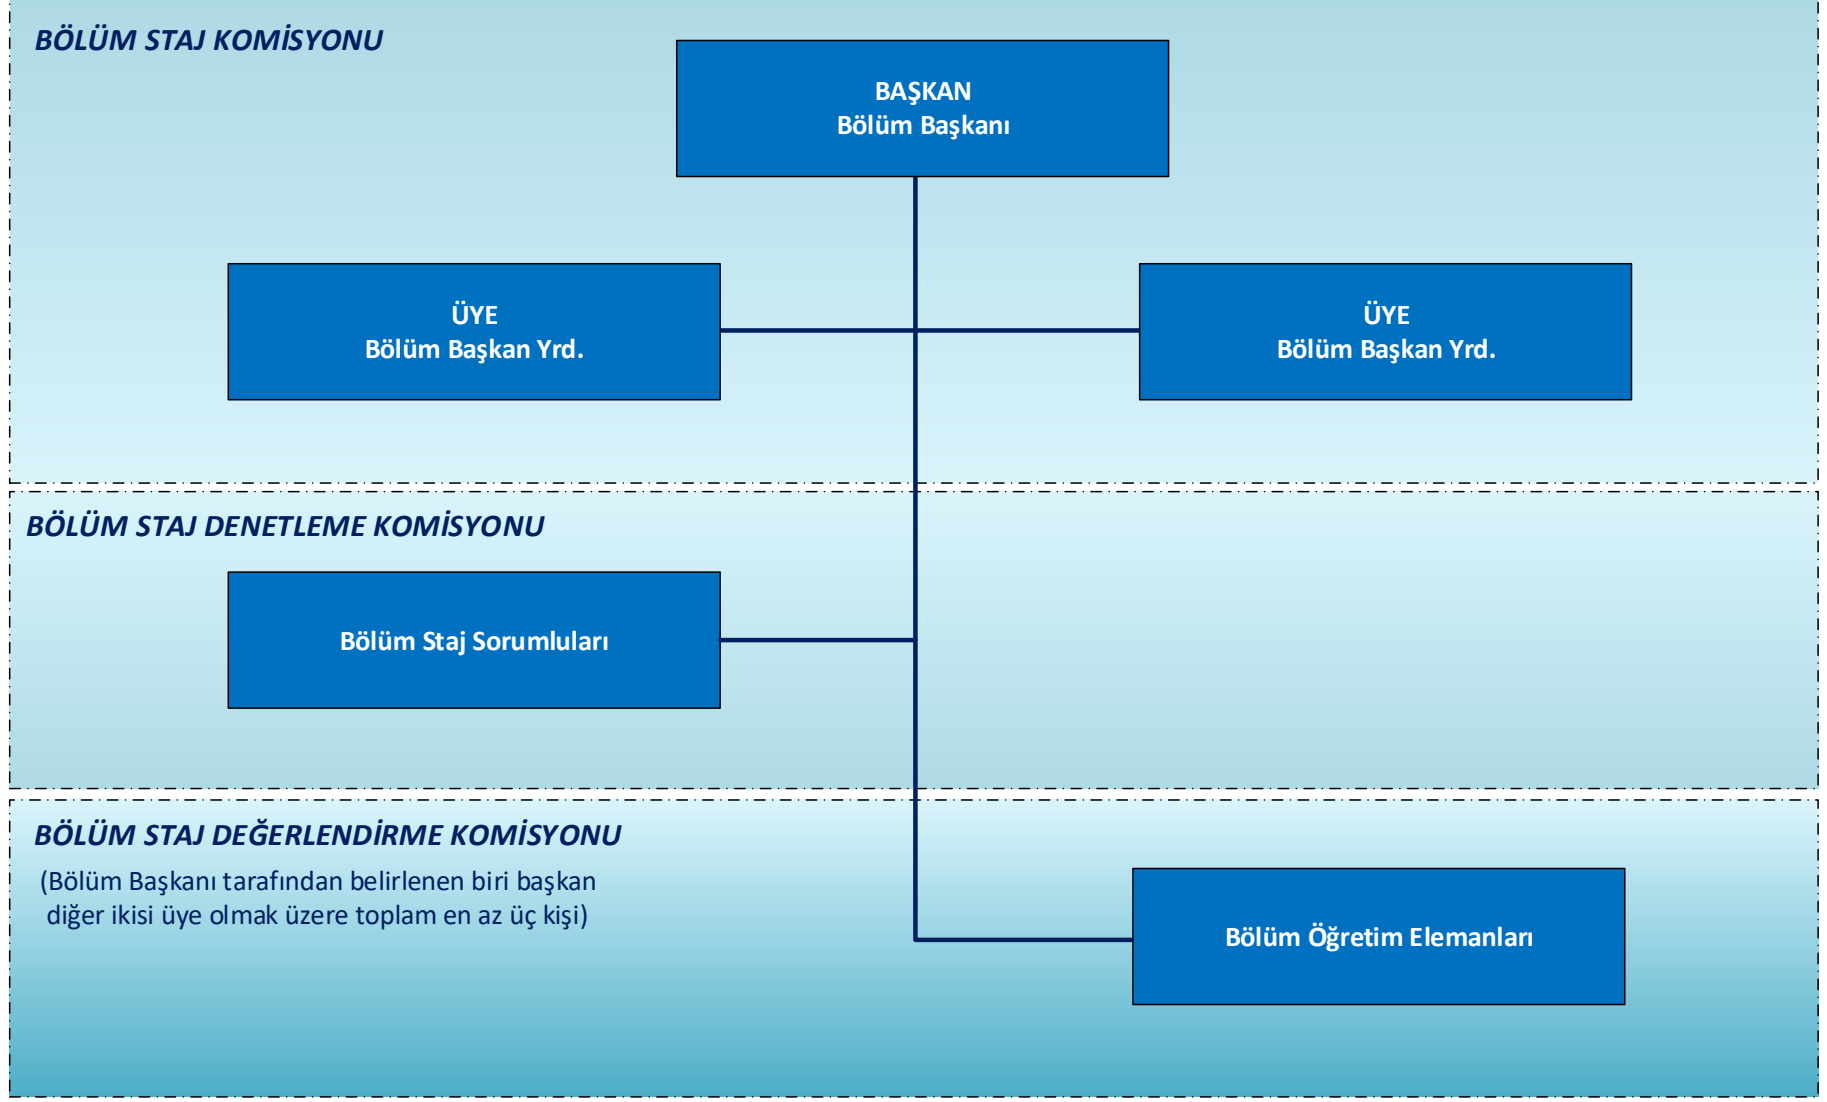 BÖLÜM STAJ KOMİSYONU
BAŞKAN
Bölüm Başkanı
ÜYE
Bölüm Başkan Yrd.
ÜYE
Bölüm Başkan Yrd.
BÖLÜM STAJ DENETLEME KOMİSYONU
Bölüm Staj Sorumluları
BÖLÜM STAJ DEĞERLENDİRME KOMİSYONU
(Bölüm Başkanı tarafından belirlenen biri başkan
diğer ikisi üye olmak üzere toplam en az üç kişi)
Bölüm Öğretim Elemanları